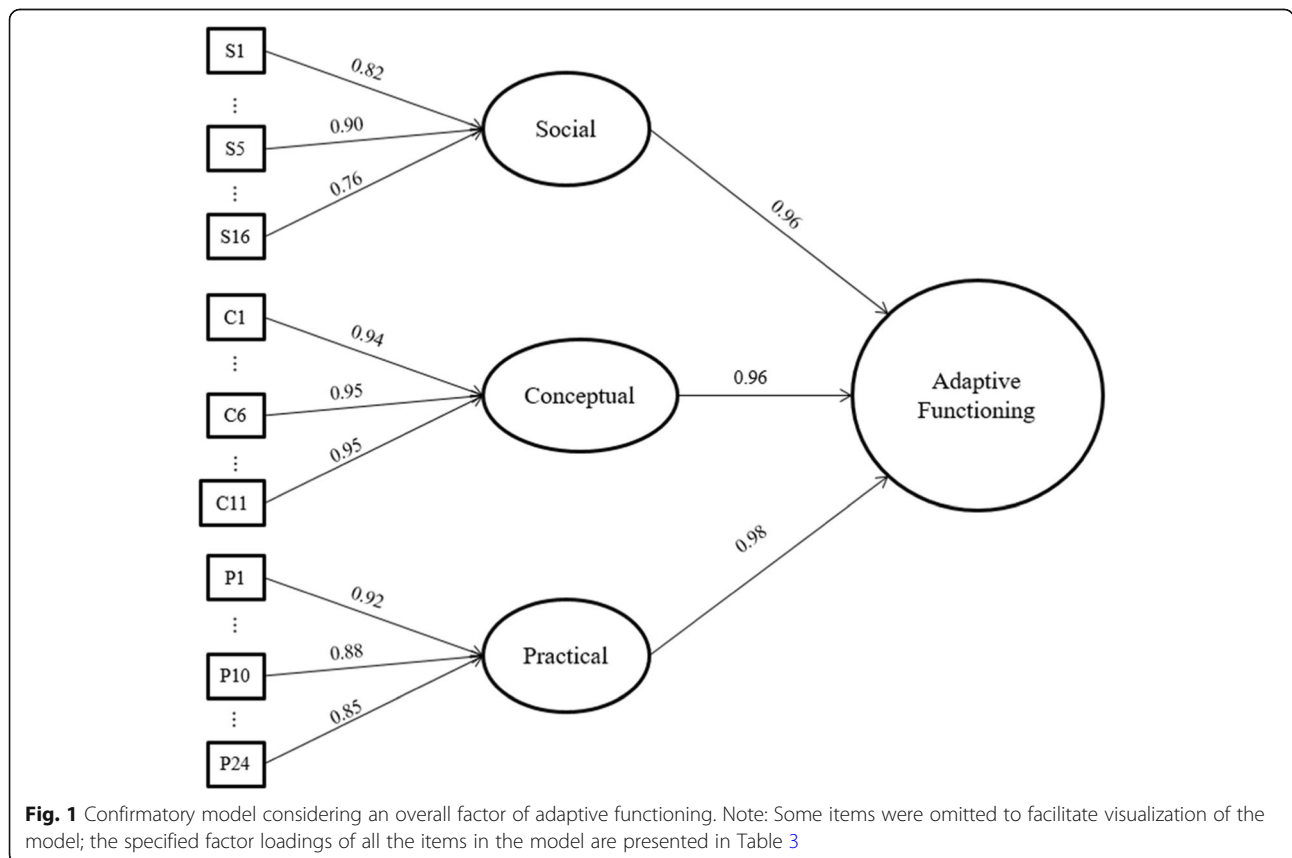 S1
⋮
S5
⋮
S16
0.82
0.90
0.76
Social
0.96
C1
⋮
C6
⋮
C11
0.94
0.95
0.95
Conceptual
0.96
Adaptive
Functioning
P1
⋮
P10
⋮
P24
0.92
0.88
0.85
Practical
0.98
Fig. 1 Confirmatory model considering an overall factor of adaptive functioning. Note: Some items were omitted to facilitate visualization of the
model; the specified factor loadings of all the items in the model are presented in Table 3